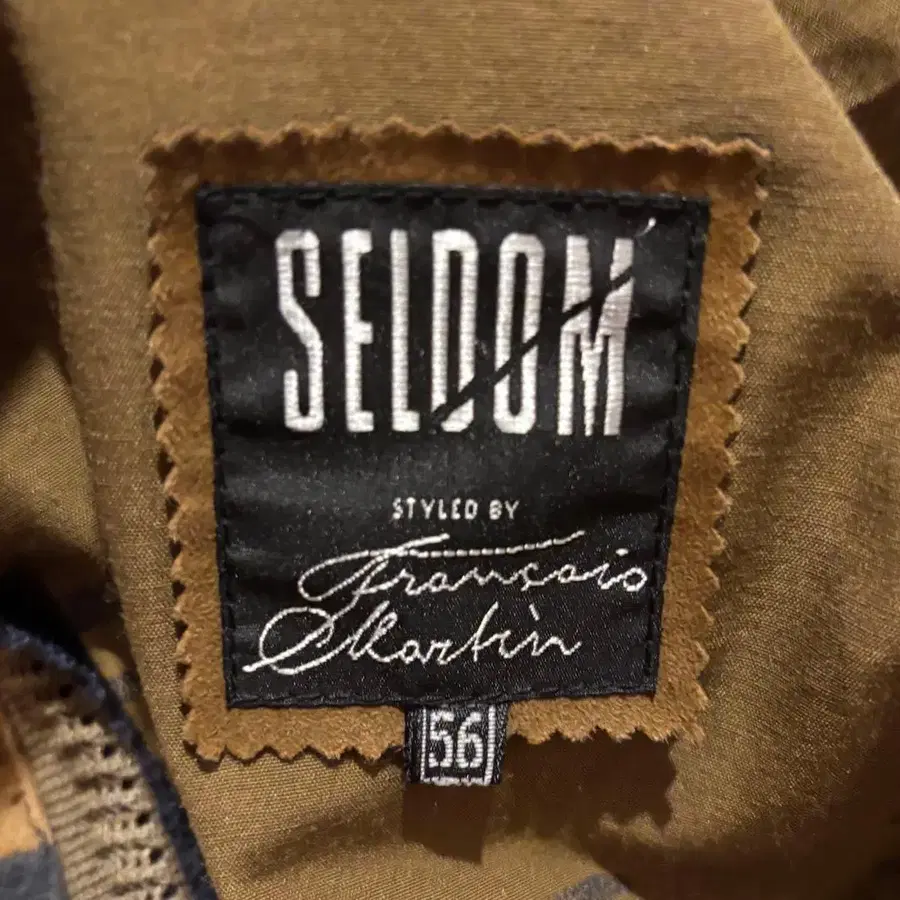 SELDOM
STYLED BY
François
Martin
56